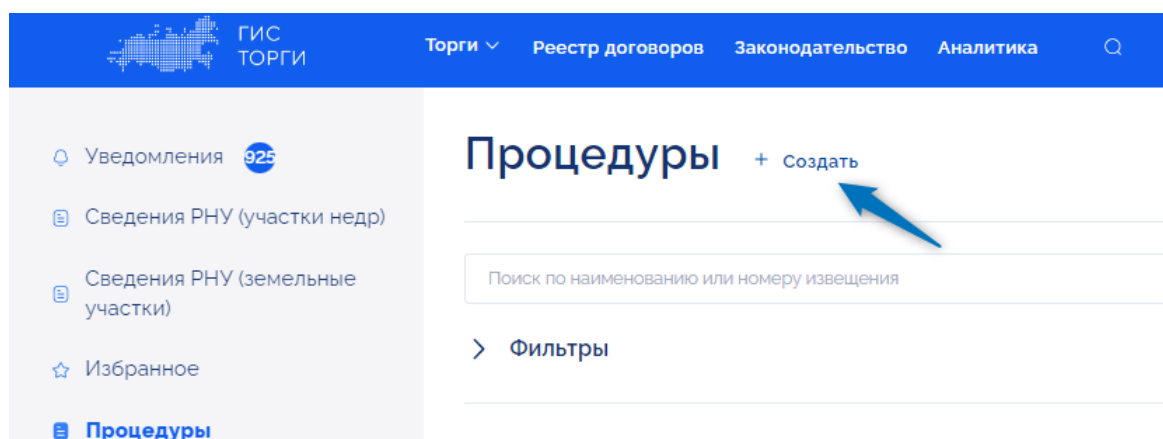 ГИС
ТОРГИ
Торги Реестр договоров Законодательство Аналитика
Уведомления 925
Сведения РНУ (участки недр)
Сведения РНУ (земельные
участки)
Избранное
Процедуры
Процедуры + Создать
Поиск по наименованию или номеру извещения
Фильтры